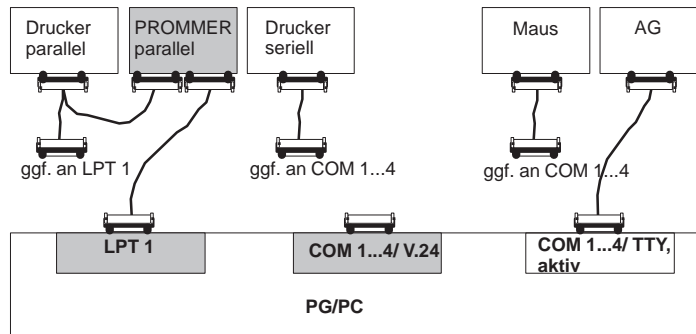 Drucker
parallel
PROMMER
parallel
Drucker
seriell
Maus
AG
ggf. an LPT 1
ggf. an COM 1...4
ggf. an COM 1...4
LPT 1
COM 1...4/ V.24
COM 1...4/ TTY,
aktiv
PG/PC